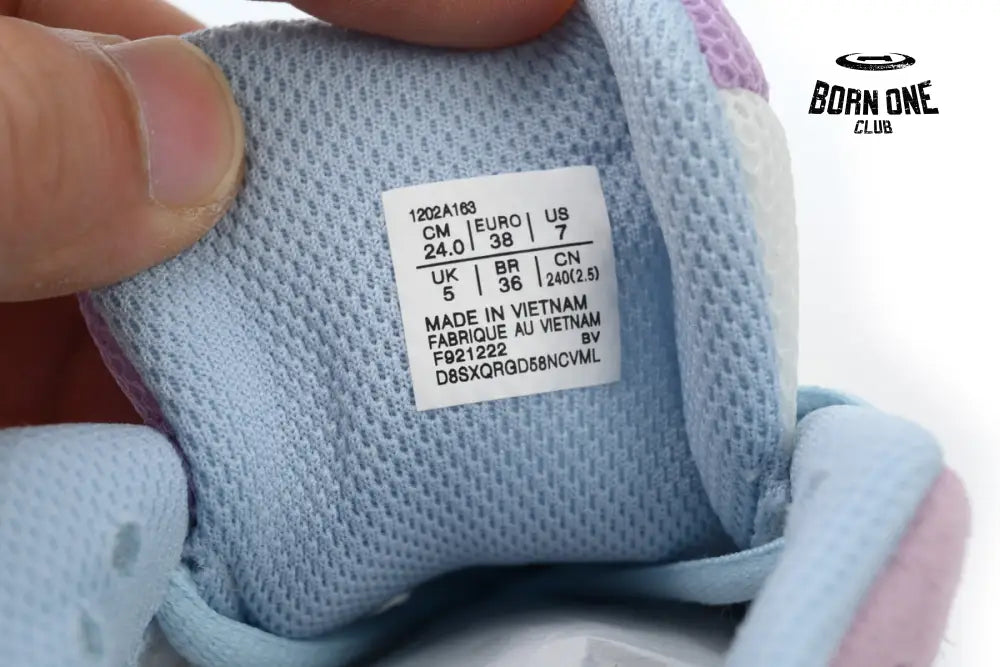 BORN ONE
CLUB
1202A163
CM | EURO | US
24.0 | 38 | 7
UK | BR | CN
5 | 36 | 240(2.5)
MADE IN VIETNAM
FABRIQUE AU VIETNAM
F921222 BV
D8SXQRGD58NCVML